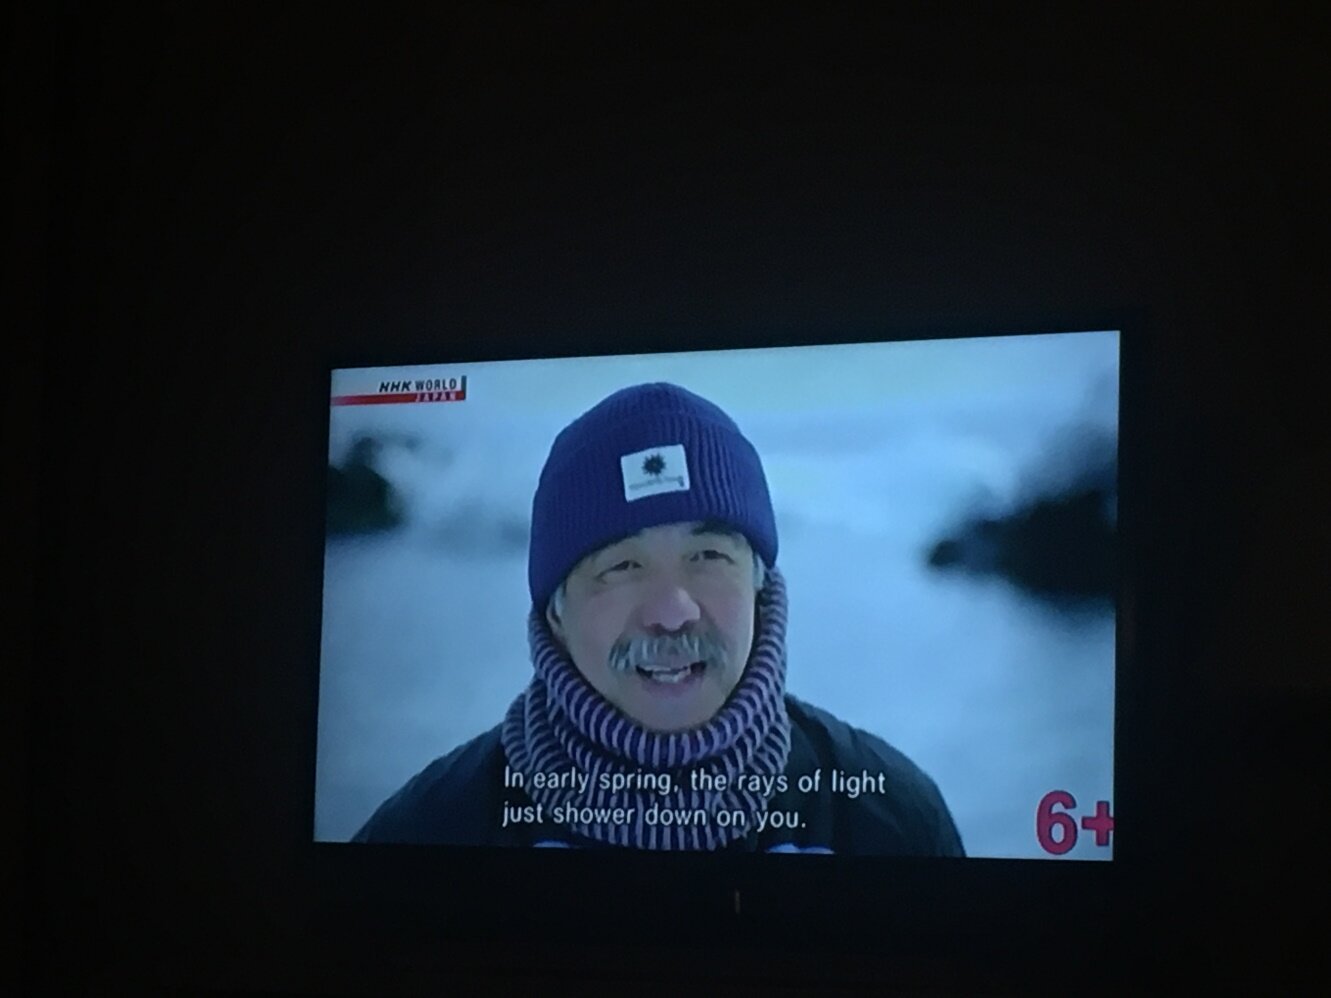 NHK WORLD
JAPAN
In early spring, the rays of light
just shower down on you.
6+